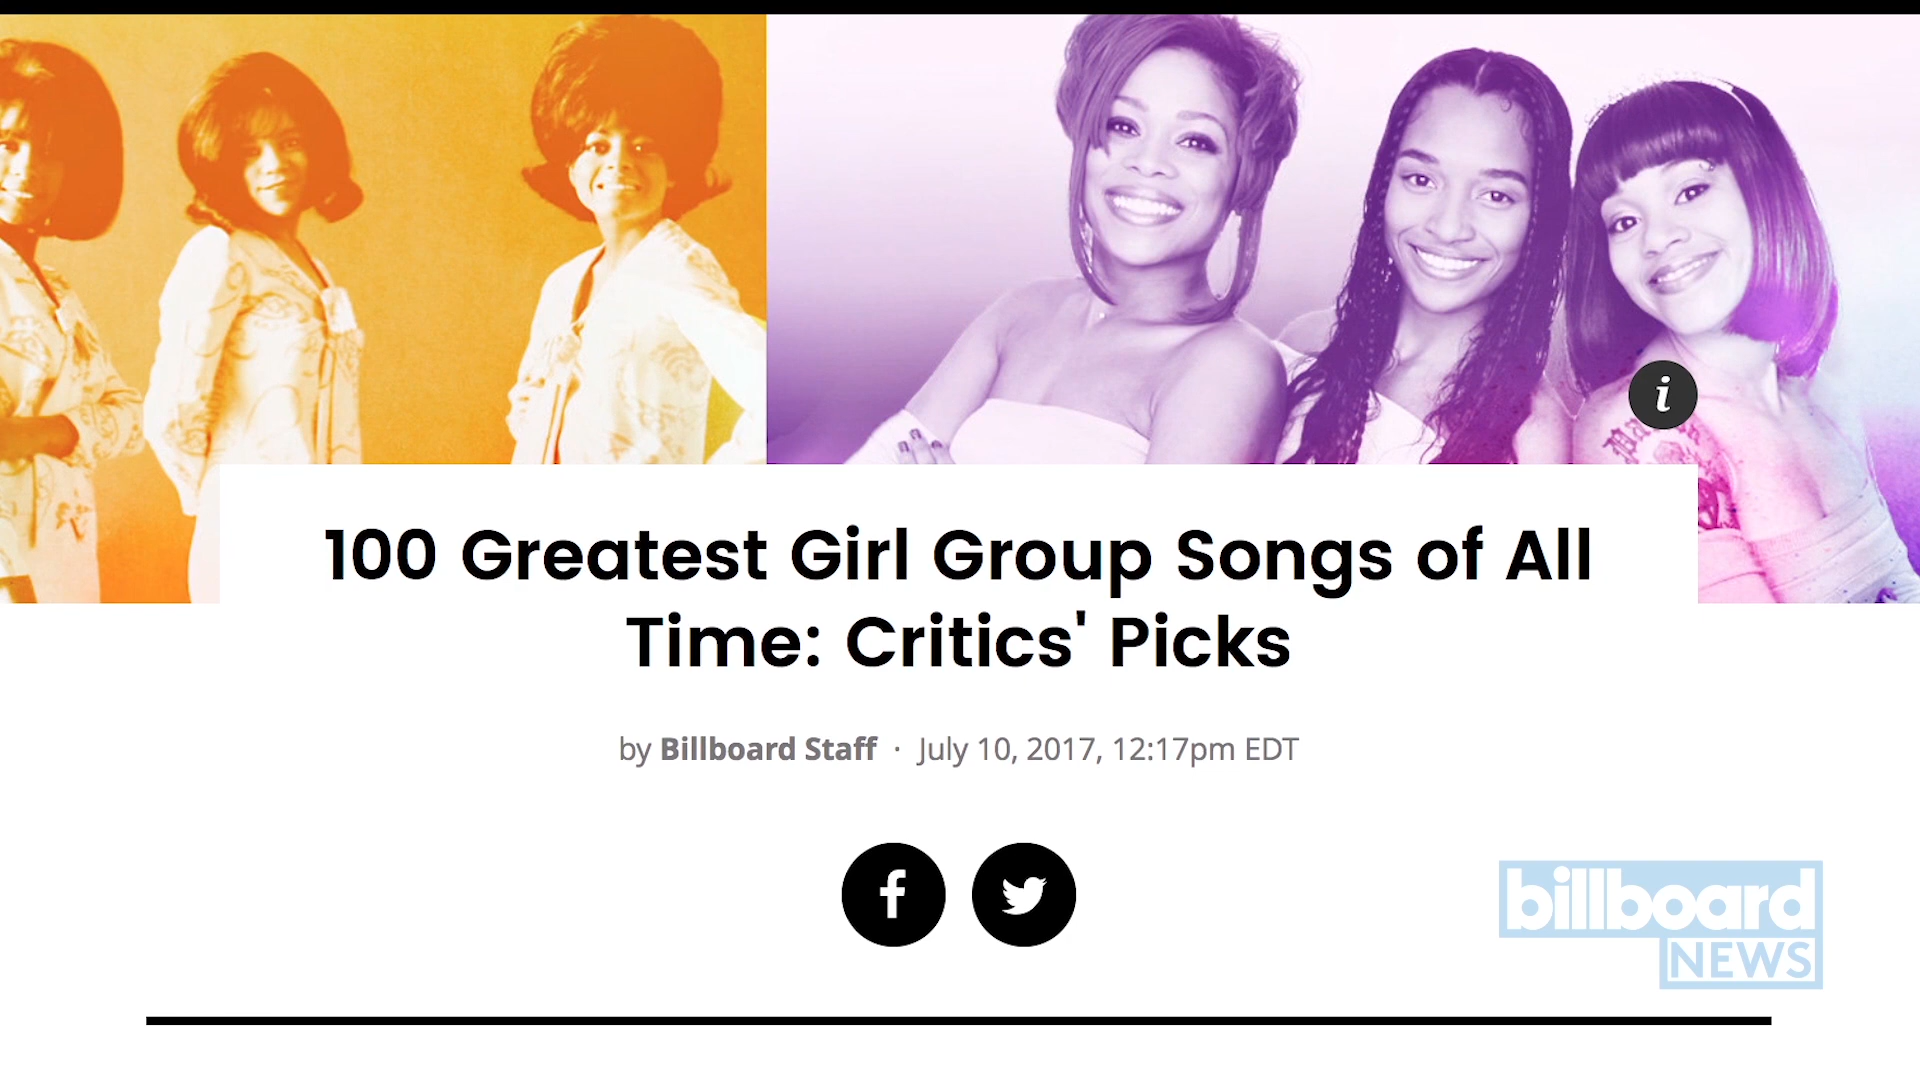 i
100 Greatest Girl Group Songs of All
Time: Critics' Picks
by Billboard Staff · July 10, 2017, 12:17pm EDT
f
billboard
NEWS